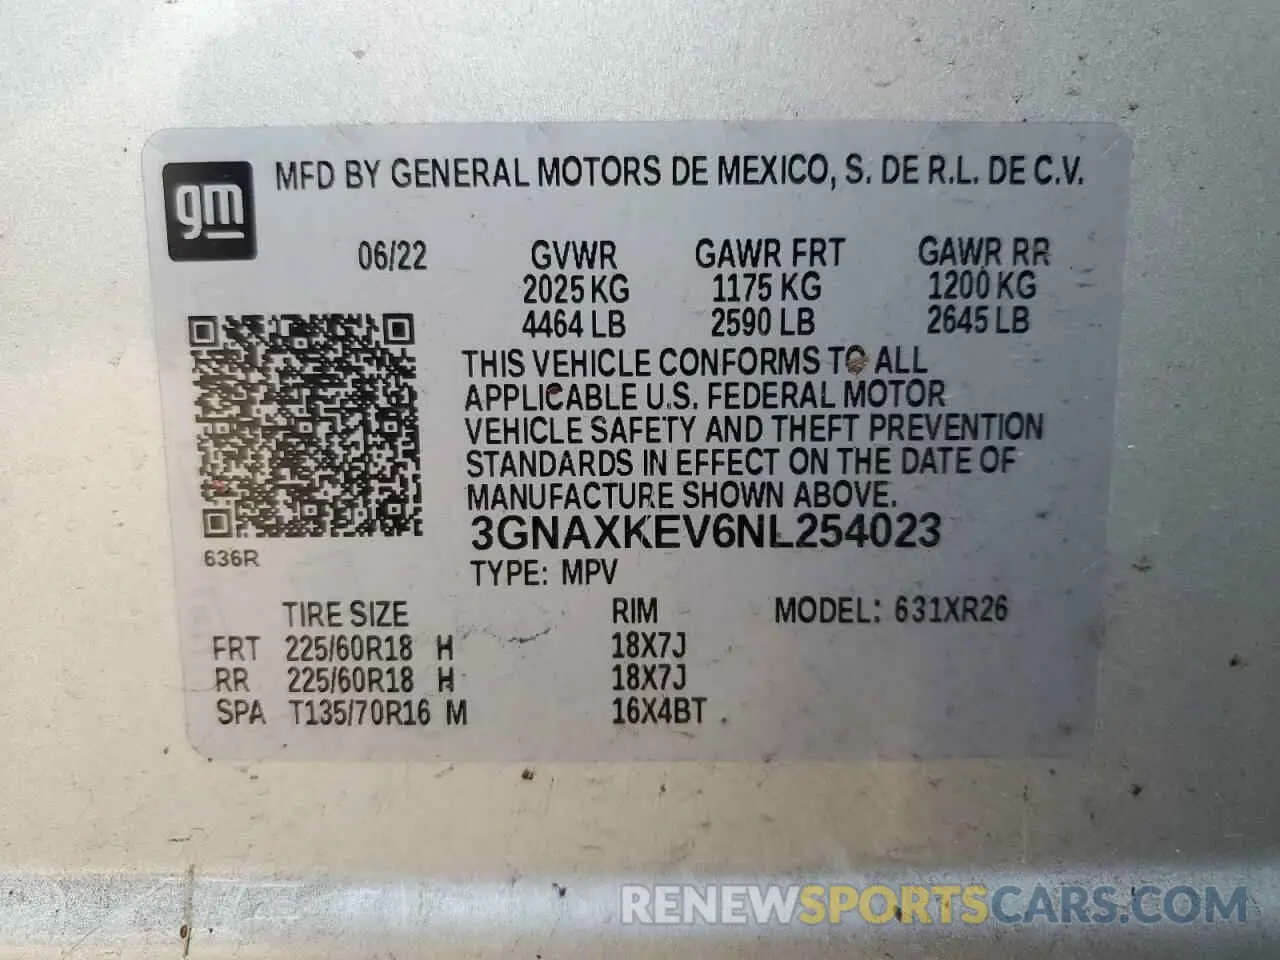 gm
MFD BY GENERAL MOTORS DE MEXICO, S. DE R.L. DE C.V.
06/22 GVWR GAWR FRT GAWR RR
2025 KG 1175 KG 1200 KG
4464 LB 2590 LB 2645 LB
THIS VEHICLE CONFORMS TO ALL
APPLICABLE U.S. FEDERAL MOTOR
VEHICLE SAFETY AND THEFT PREVENTION
STANDARDS IN EFFECT ON THE DATE OF
MANUFACTURE SHOWN ABOVE.
3GNAXKEV6NL254023
636R
TYPE: MPV
TIRE SIZE RIM MODEL: 631XR26
FRT 225/60R18 H 18X7J
RR 225/60R18 H 18X7J
SPA T135/70R16 M 16X4BT
RENEWSPORTSCARS.COM